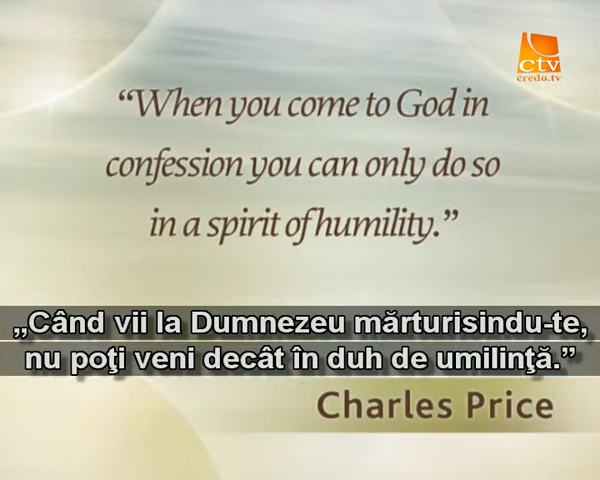 ctv
credo.tv
“When you come to God in
confession you can only do so
in a spirit of humility.”
„Când vii la Dumnezeu mărturisindu-te,
nu poţi veni decât în duh de umilinţă.”
Charles Price